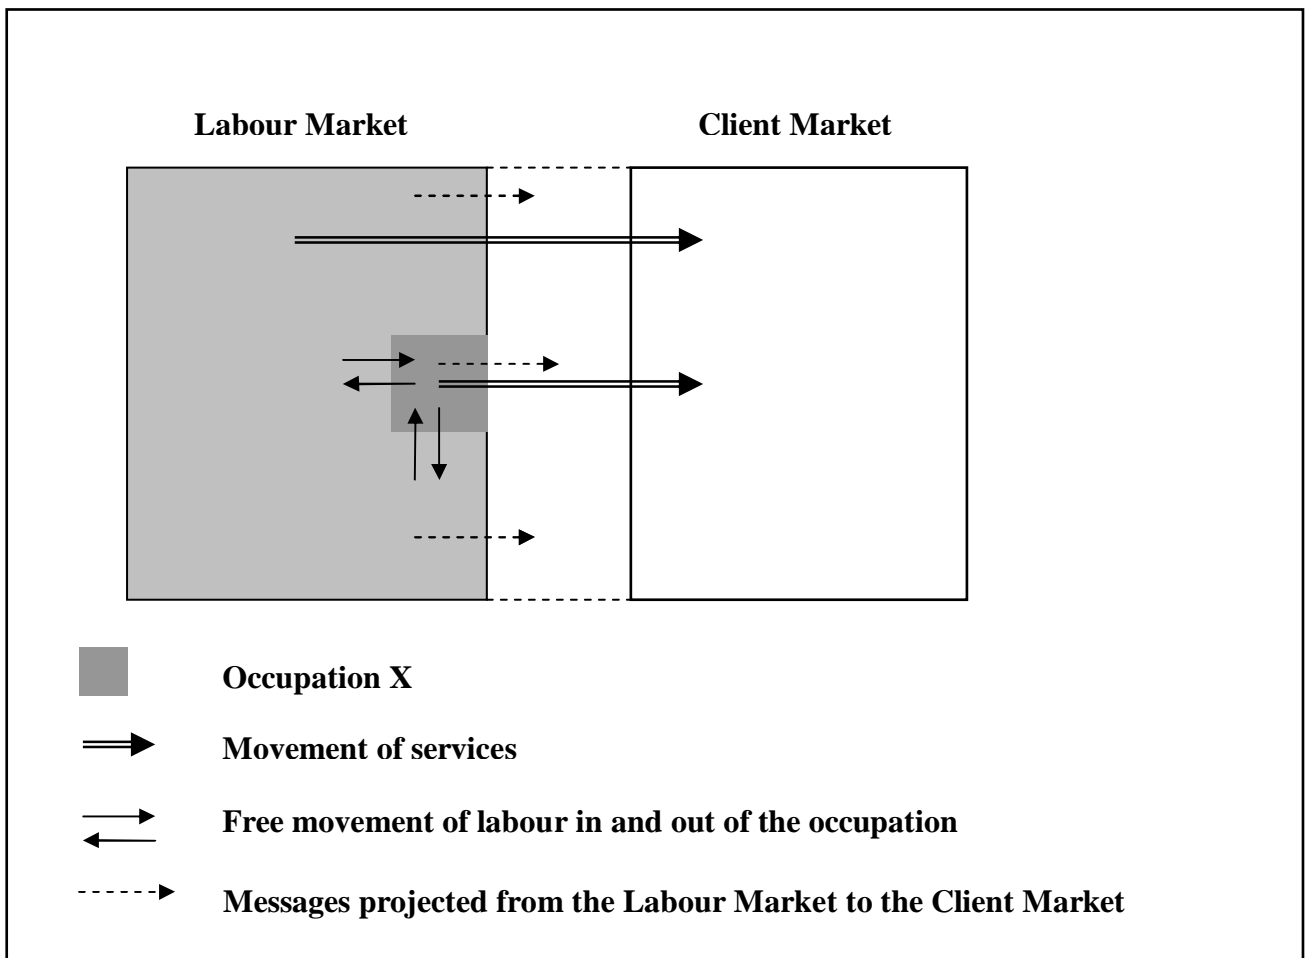 Labour Market
Client Market
Occupation X
Movement of services
Free movement of labour in and out of the occupation
Messages projected from the Labour Market to the Client Market